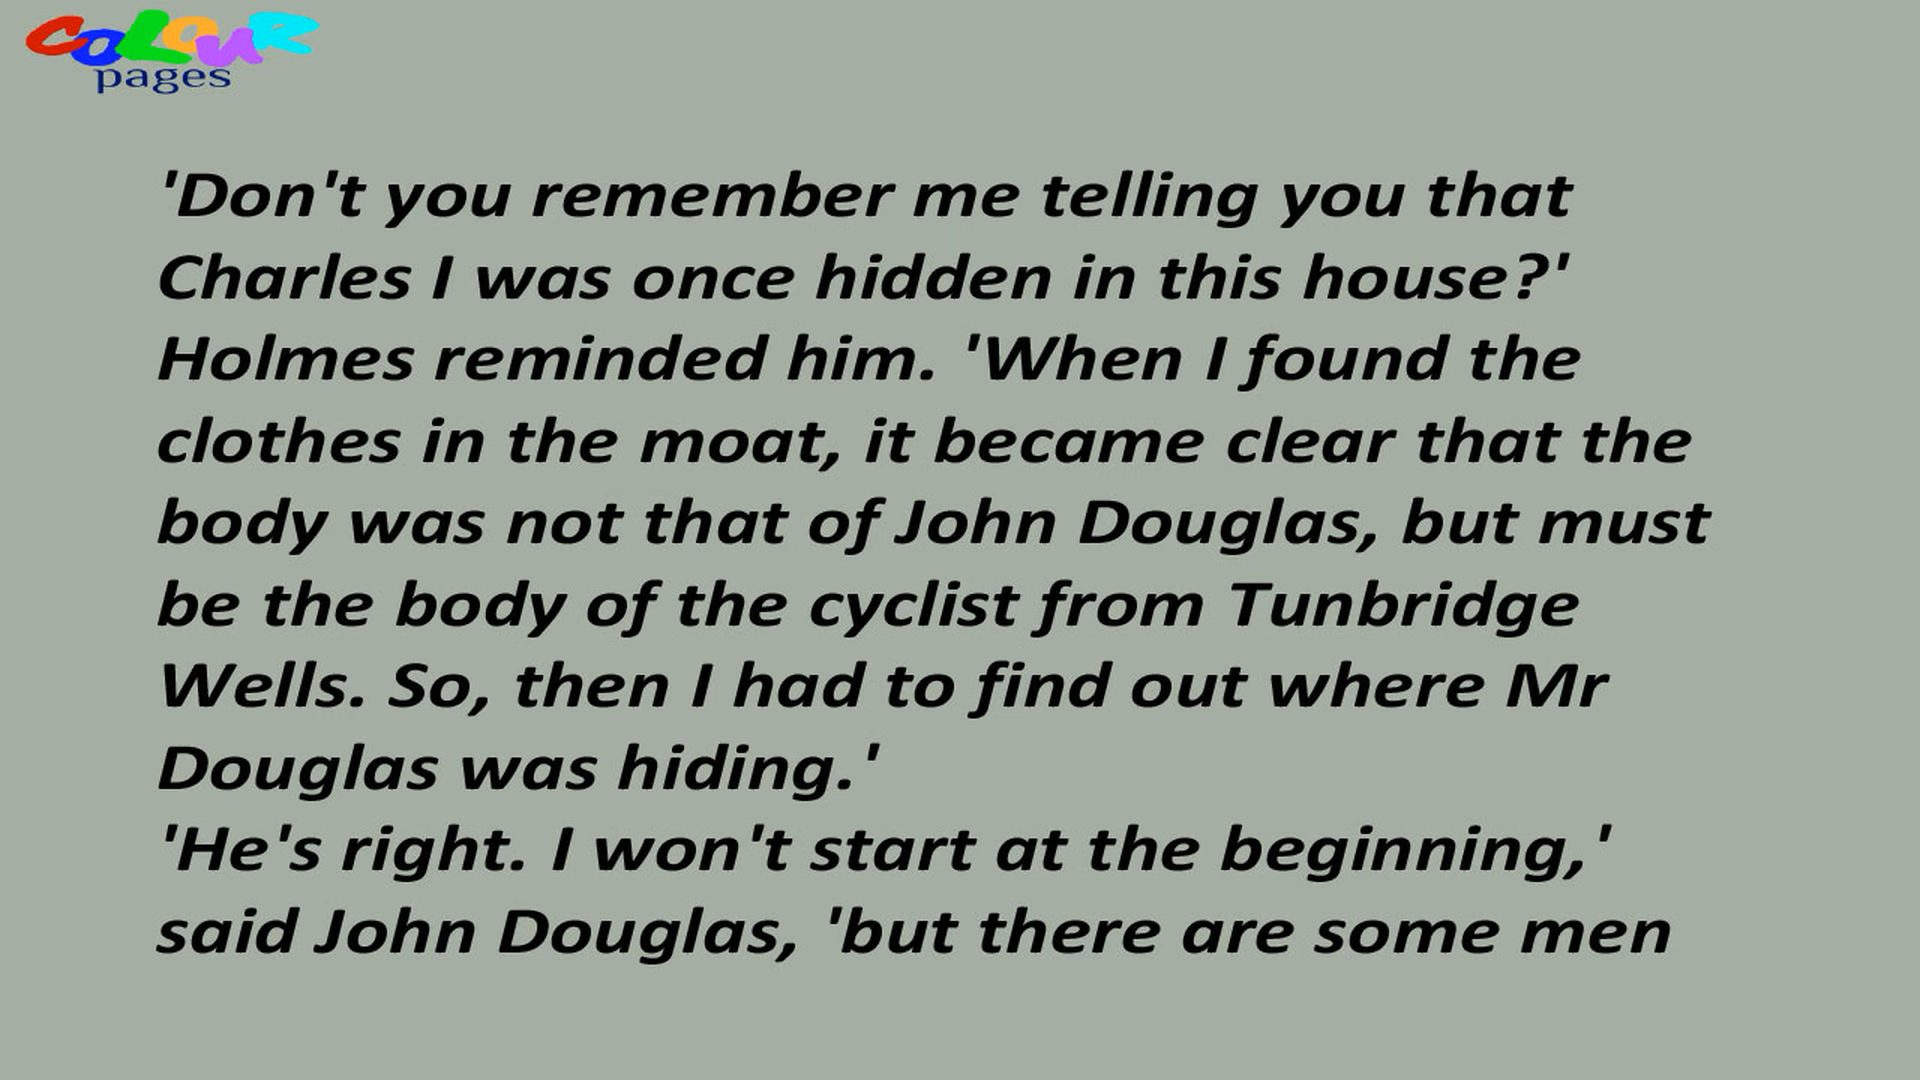 COLOUR
pages
'Don't you remember me telling you that
Charles I was once hidden in this house?'
Holmes reminded him. 'When I found the
clothes in the moat, it became clear that the
body was not that of John Douglas, but must
be the body of the cyclist from Tunbridge
Wells. So, then I had to find out where Mr
Douglas was hiding.'
'He's right. I won't start at the beginning,'
said John Douglas, 'but there are some men